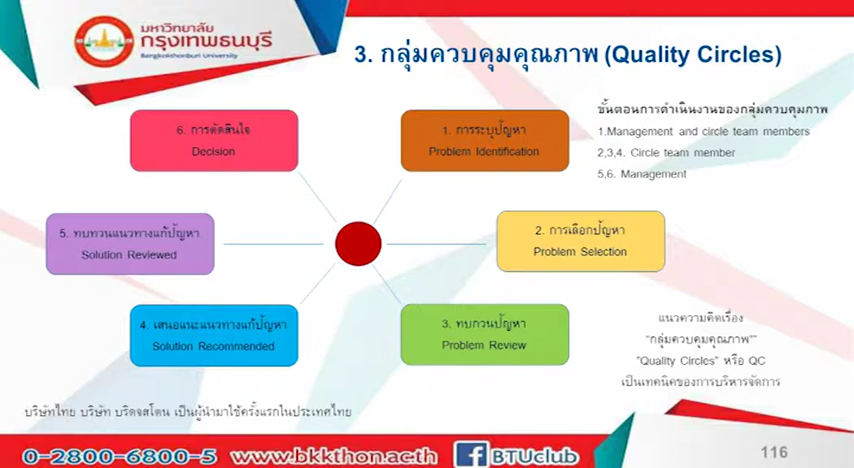 มหาวิทยาลัย
กรุงเทพธนบุรี
Bangkokthonburi University
3. กลุ่มควบคุมคุณภาพ (Quality Circles)
6. การตัดสินใจ
Decision
1. การระบุปัญหา
Problem Identification
ขั้นตอนการดำเนินงานของกลุ่มควบคุมภาพ
1.Management and circle team members
2,3,4. Circle team member
5,6. Management
5. ทบทวนแนวทางแก้ปัญหา
Solution Reviewed
2. การเลือกปัญหา
Problem Selection
4. เสนอแนะแนวทางแก้ปัญหา
Solution Recommended
3. ทบทวนปัญหา
Problem Review
แนวความคิดเรื่อง
"กลุ่มควบคุมคุณภาพ""
"Quality Circles" หรือ QC
เป็นเทคนิคของการบริหารจัดการ
บริษัทไทย บริษัท บริดจสโตน เป็นผู้นำมาใช้ครั้งแรกในประเทศไทย
0-2800-6800-5 www.bkkthon.ac.th f BTUclub
116